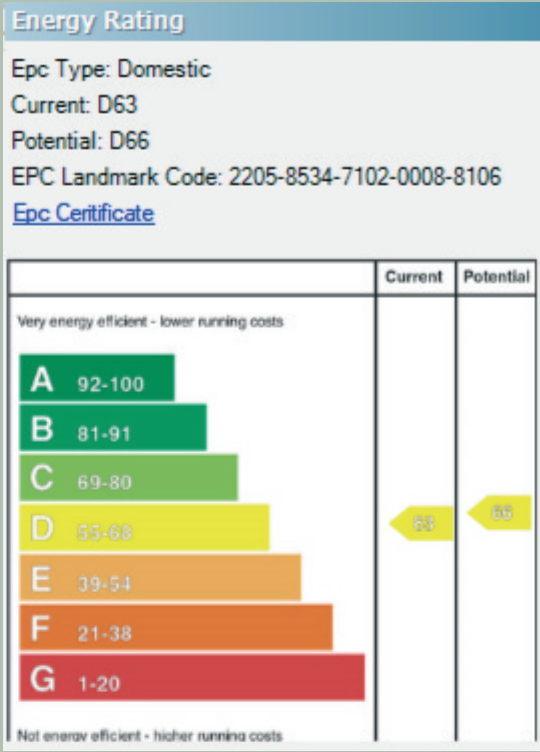 Energy Rating
Epc Type: Domestic
Current: D63
Potential: D66
EPC Landmark Code: 2205-8534-7102-0008-8106
Epc Ceritificate
Current Potential
Very energy efficient - lower running costs
A 92-100
B 81-91
C 69-80
D 55-68
63
66
E 39-54
F 21-38
G 1-20
Not energy efficient - higher running costs